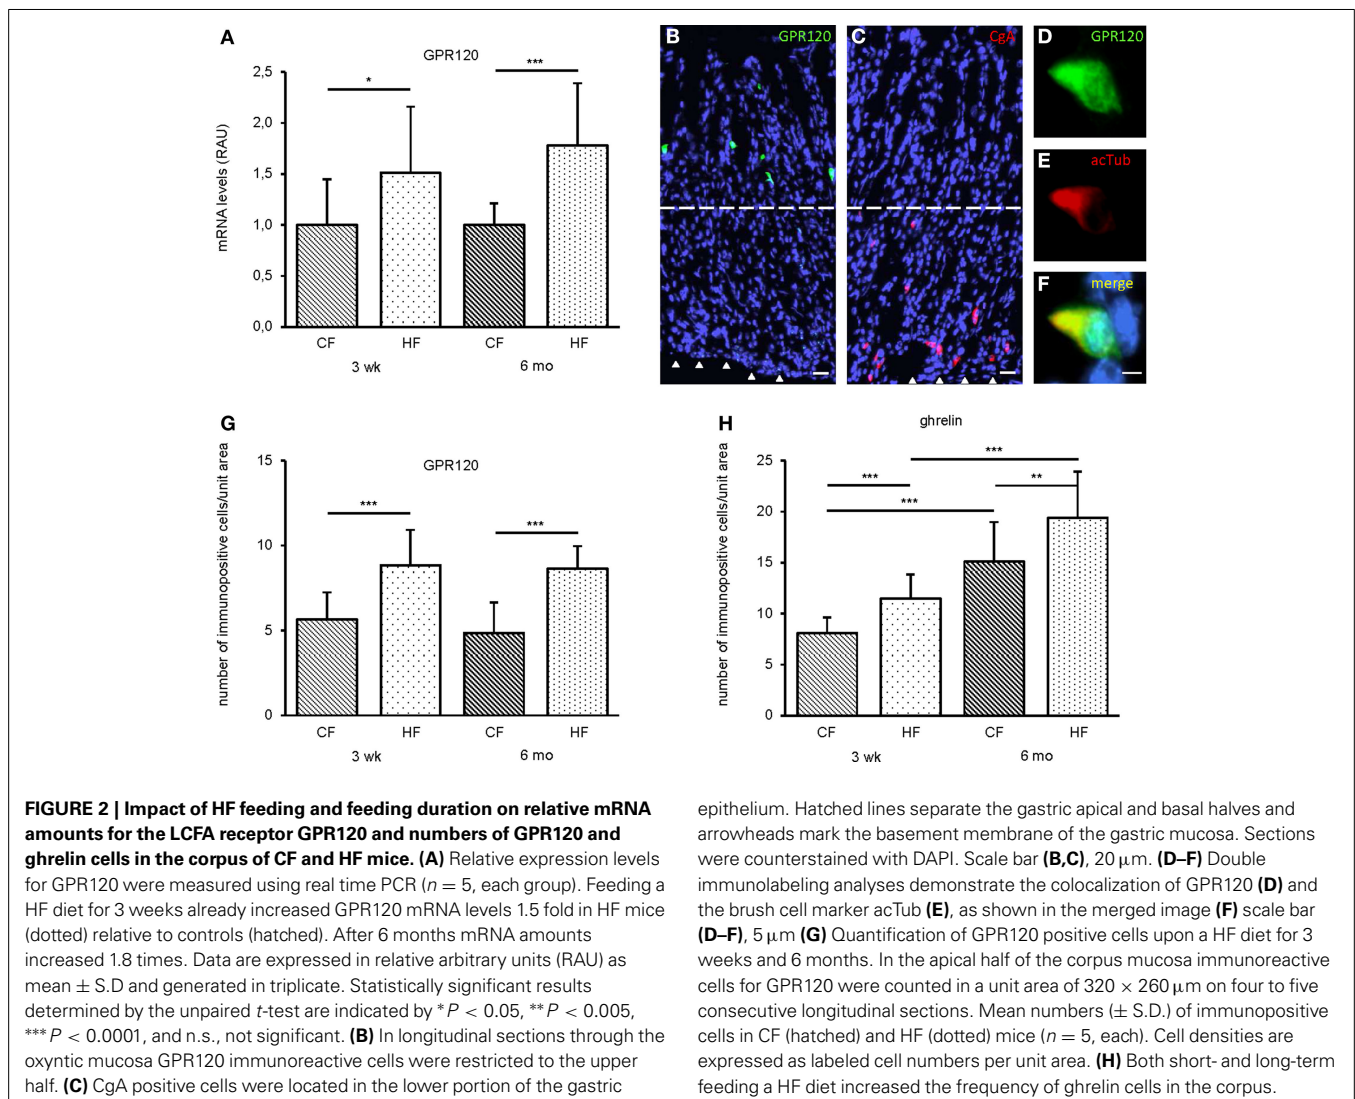 A
GPR120
mRNA levels (RAU)
2,5
2,0
1,5
1,0
0,5
0,0
*
***
CF
HF
CF
HF
3 wk
6 mo
B
GPR120
C
CgA
D
GPR120
E
acTub
F
merge
G
GPR120
number of immunopositive cells/unit area
15
10
5
0
***
***
CF
HF
CF
HF
3 wk
6 mo
H
ghrelin
number of immunopositive cells/unit area
25
20
15
10
5
0
***
***
***
**
CF
HF
CF
HF
3 wk
6 mo
FIGURE 2 | Impact of HF feeding and feeding duration on relative mRNA
amounts for the LCFA receptor GPR120 and numbers of GPR120 and
ghrelin cells in the corpus of CF and HF mice. (A) Relative expression levels
for GPR120 were measured using real time PCR (n = 5, each group). Feeding a
HF diet for 3 weeks already increased GPR120 mRNA levels 1.5 fold in HF mice
(dotted) relative to controls (hatched). After 6 months mRNA amounts
increased 1.8 times. Data are expressed in relative arbitrary units (RAU) as
mean ± S.D and generated in triplicate. Statistically significant results
determined by the unpaired t-test are indicated by *P < 0.05, **P < 0.005,
***P < 0.0001, and n.s., not significant. (B) In longitudinal sections through the
oxyntic mucosa GPR120 immunoreactive cells were restricted to the upper
half. (C) CgA positive cells were located in the lower portion of the gastric
epithelium. Hatched lines separate the gastric apical and basal halves and
arrowheads mark the basement membrane of the gastric mucosa. Sections
were counterstained with DAPI. Scale bar (B,C), 20 μm. (D–F) Double
immunolabeling analyses demonstrate the colocalization of GPR120 (D) and
the brush cell marker acTub (E), as shown in the merged image (F) scale bar
(D–F), 5 μm (G) Quantification of GPR120 positive cells upon a HF diet for 3
weeks and 6 months. In the apical half of the corpus mucosa immunoreactive
cells for GPR120 were counted in a unit area of 320 × 260 μm on four to five
consecutive longitudinal sections. Mean numbers (± S.D.) of immunopositive
cells in CF (hatched) and HF (dotted) mice (n = 5, each). Cell densities are
expressed as labeled cell numbers per unit area. (H) Both short- and long-term
feeding a HF diet increased the frequency of ghrelin cells in the corpus.